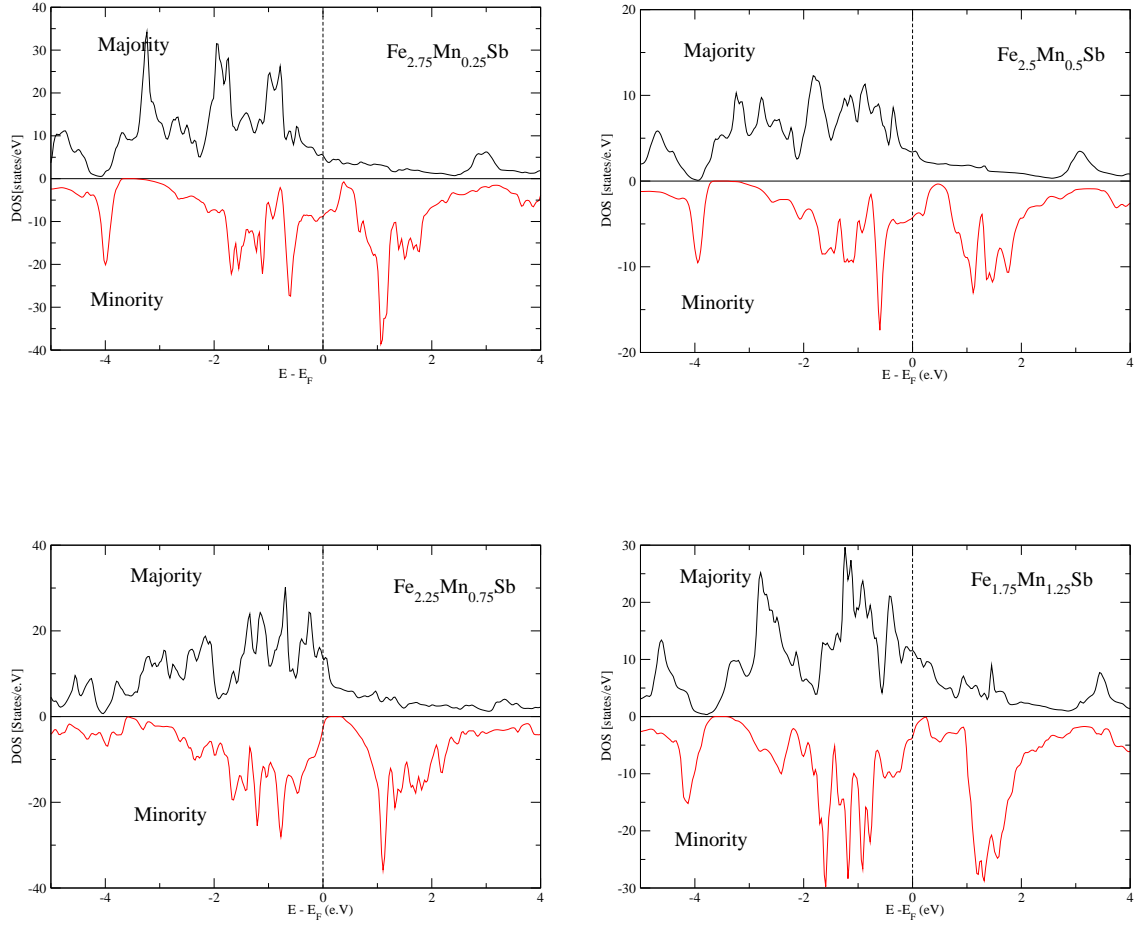 40
30
20
10
0
-10
-20
-30
-40
DOS[states/eV]
Majority
Fe2.75Mn0.25Sb
Minority
-4
-2
0
2
4
E - EF
20
10
0
-10
-20
DOS [states/e.V]
Majority
Fe2.5Mn0.5Sb
Minority
-4
-2
0
2
4
E - EF (e.V)
40
20
0
-20
-40
DOS [States/e.V]
Majority
Fe2.25Mn0.75Sb
Minority
-4
-2
0
2
4
E - EF (e.V)
30
20
10
0
-10
-20
-30
DOS [states/eV]
Majority
Fe1.75Mn1.25Sb
Minority
-4
-2
0
2
4
E -EF (eV)